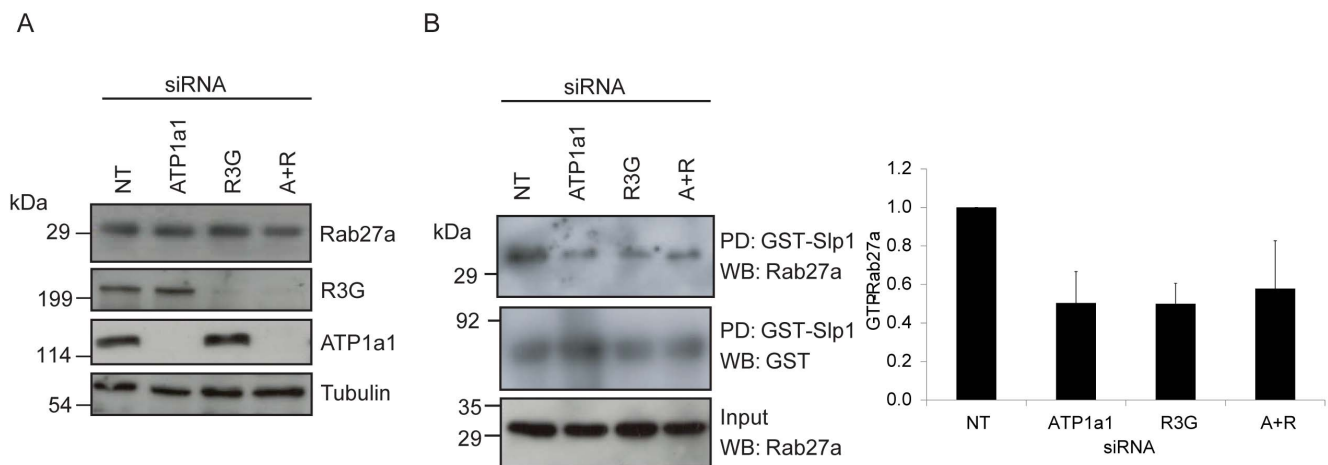 A
siRNA
NT
ATP1a1
R3G
A+R
kDa
29
Rab27a
199
R3G
114
ATP1a1
54
Tubulin
B
siRNA
NT
ATP1a1
R3G
A+R
kDa
29
PD: GST-Slp1
WB: Rab27a
92
PD: GST-Slp1
WB: GST
35
29
Input
WB: Rab27a
GTPRab27a
1.2
1.0
0.8
0.6
0.4
0.2
0.0
NT
ATP1a1
R3G
A+R
siRNA